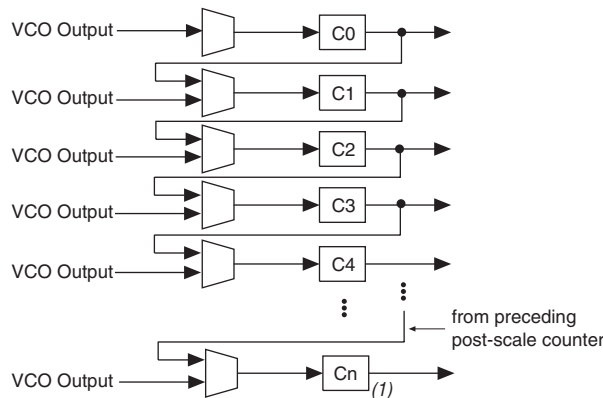 VCO Output
C0
VCO Output
C1
VCO Output
C2
VCO Output
C3
VCO Output
C4
from preceding
post-scale counter
VCO Output
Cn
(1)